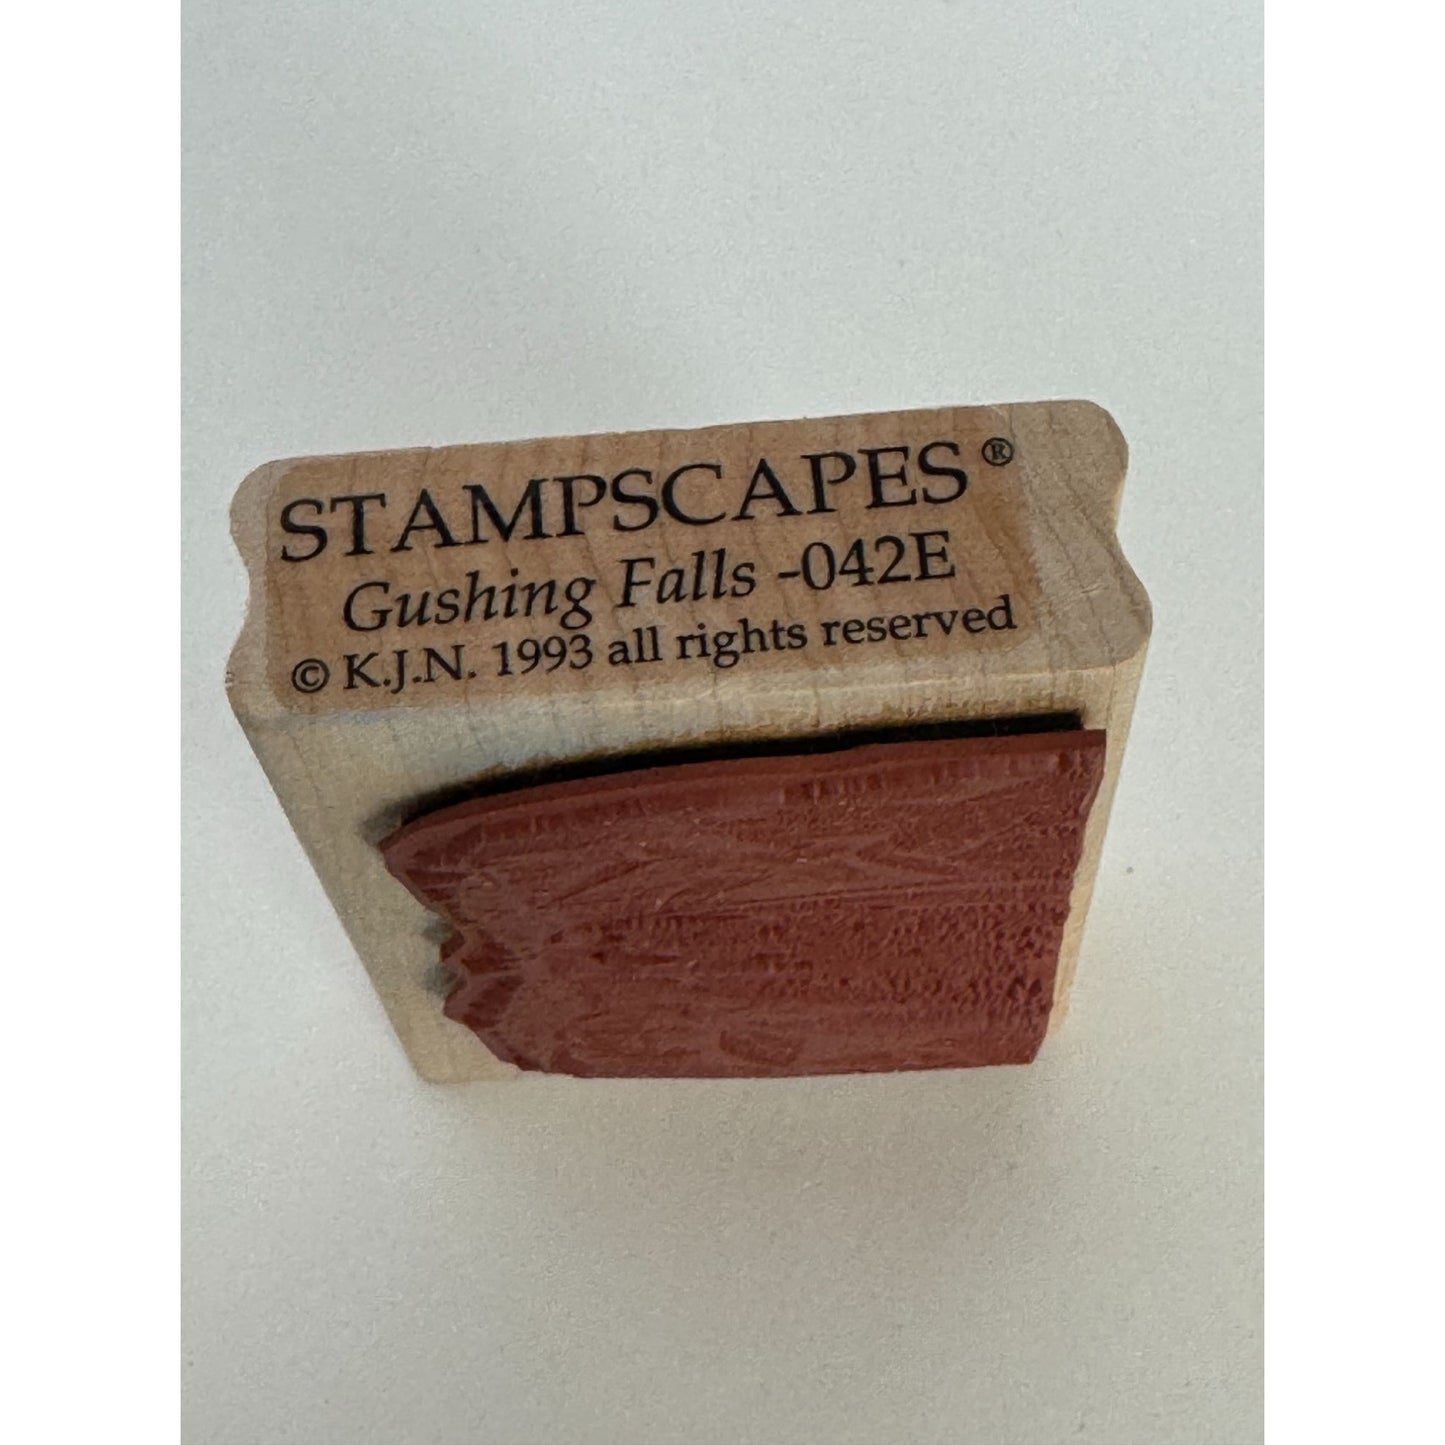 STAMPSCAPES®
Gushing Falls -042E
© K.J.N. 1993 all rights reserved